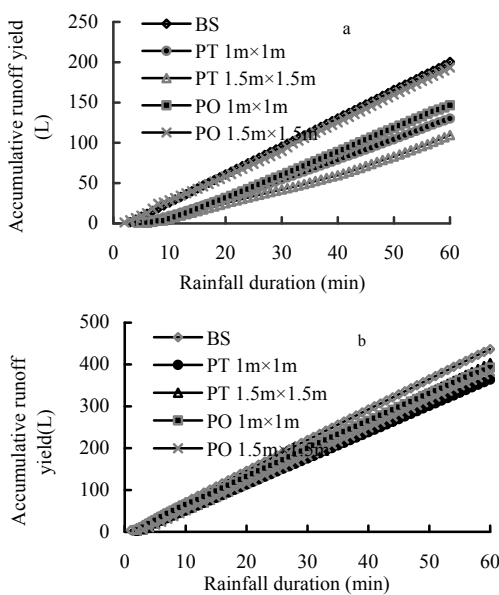 250
200
150
100
50
0
Accumulative runoff yield
(L)
a
BS
PT 1m×1m
PT 1.5m×1.5m
PO 1m×1m
PO 1.5m×1.5m
0 10 20 30 40 50 60
Rainfall duration (min)
500
400
300
200
100
0
Accumulative runoff
yield(L)
b
BS
PT 1m×1m
PT 1.5m×1.5m
PO 1m×1m
PO 1.5m×1.5m
0 10 20 30 40 50 60
Rainfall duration (min)